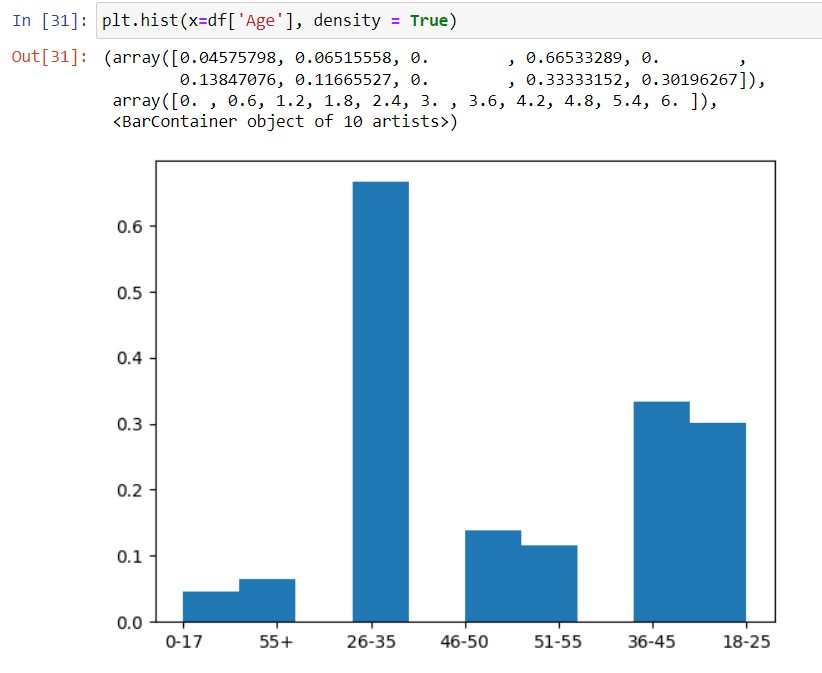 In [31]: plt.hist(x=df['Age'], density = True)
Out[31]: (array([0.04575798, 0.06515558, 0.        , 0.66533289, 0.        ,
       0.13847076, 0.11665527, 0.        , 0.33333152, 0.30196267]),
array([0. , 0.6, 1.2, 1.8, 2.4, 3. , 3.6, 4.2, 4.8, 5.4, 6. ]),
<BarContainer object of 10 artists>)
0.6
0.5
0.4
0.3
0.2
0.1
0.0
0-17 55+ 26-35 46-50 51-55 36-45 18-25